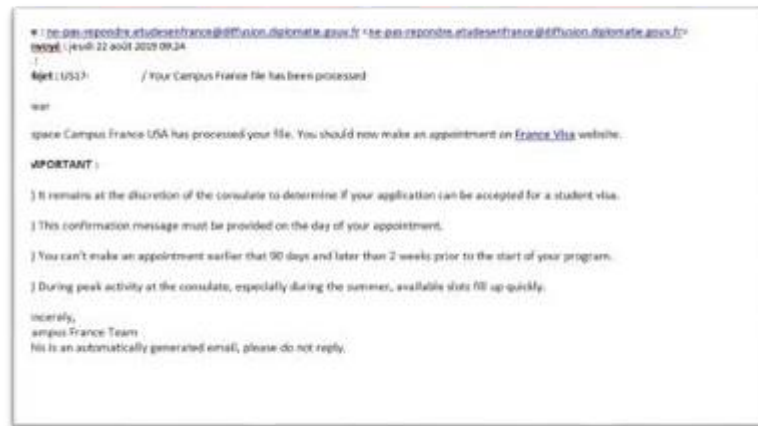 e : ne-pas-repondre.etudesenfrance@diffusion.diplomatie.gouv.fr <ne-pas-repondre.etudesenfrance@diffusion.diplomatie.gouv.fr>
nvoyé : jeudi 22 août 2019 09:24
:
bjet : US17- / Your Campus France file has been processed
ear
space Campus France USA has processed your file. You should now make an appointment on France Visa website.
MPORTANT :
) It remains at the discretion of the consulate to determine if your application can be accepted for a student visa.
) This confirmation message must be provided on the day of your appointment.
) You can't make an appointment earlier that 90 days and later than 2 weeks prior to the start of your program.
) During peak activity at the consulate, especially during the summer, available slots fill up quickly.
incerely,
ampus France Team
his is an automatically generated email, please do not reply.